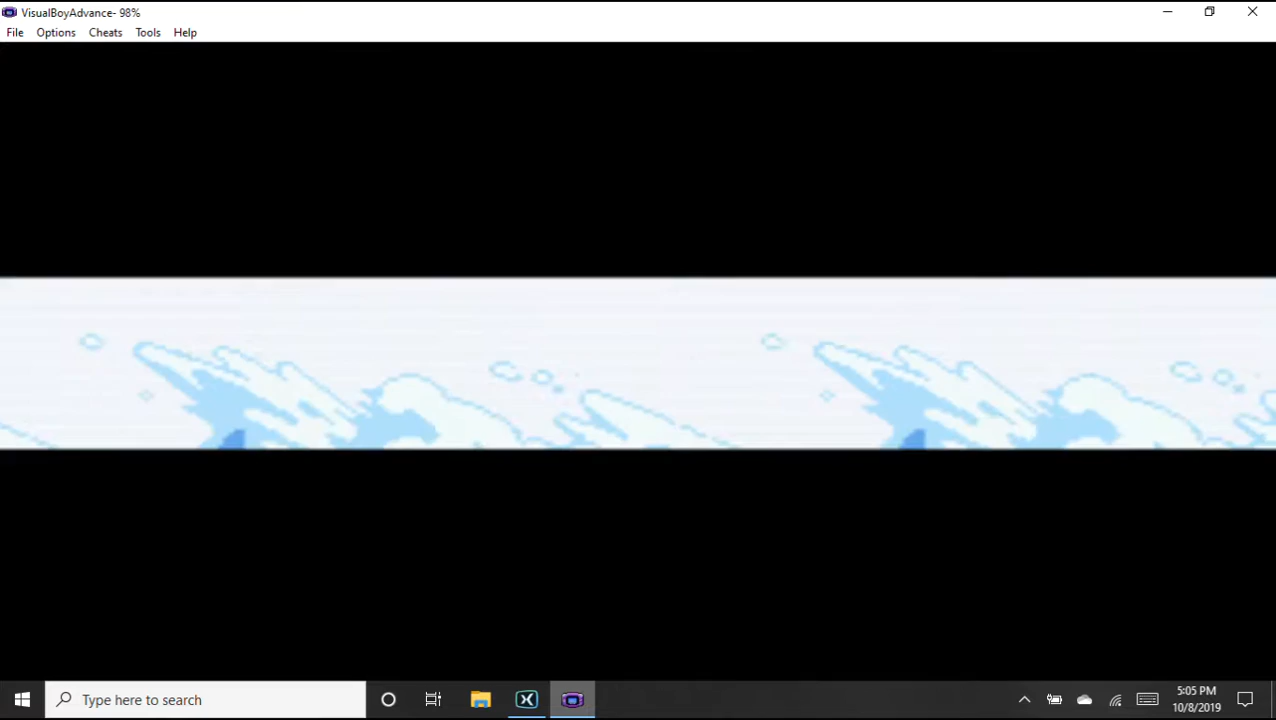 VisualBoyAdvance- 98%
File Options Cheats Tools Help
Type here to search
5:05 PM
10/8/2019